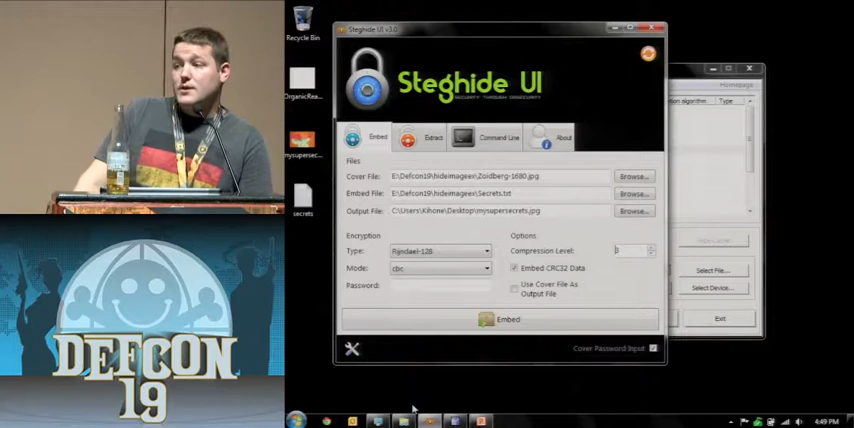 Recycle Bin
OrganicRea...
mysupersec...
secrets
Steghide UI v3.0
Steghide UI
SECURITY THROUGH OBSCURITY
Embed
Extract
Command Line
About
Files
Cover File:
E:\Defcon19\hideimageex\Zoidberg-1680.jpg
Browse...
Embed File:
E:\Defcon19\hideimageex\Secrets.txt
Browse...
Output File:
C:\Users\Kihone\Desktop\mysupersecrets.jpg
Browse...
Encryption
Options
Type:
Rijndael-128
Compression Level:
3
Mode:
cbc
Embed CRC32 Data
Password:
Use Cover File As
Output File
Embed
Cover Password Input
Homepage
algorithm
Type
Select File...
Select Device...
Exit
4:49 PM
DEFCON
19